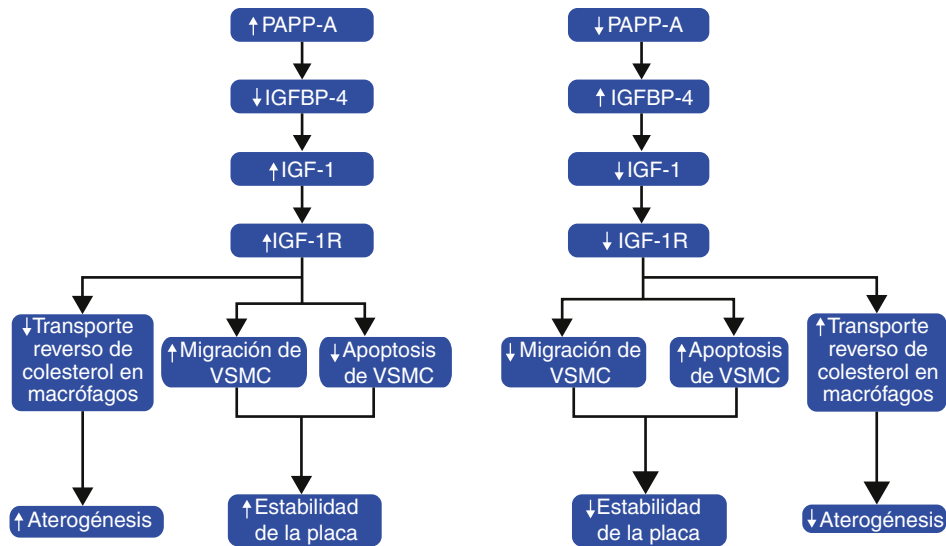 ↑PAPP-A
↓IGFBP-4
↑IGF-1
↑IGF-1R
↓Transporte
reverso de
colesterol en
macrófagos
↑Migración de
VSMC
↓Apoptosis
de VSMC
↑Aterogénesis
↑Estabilidad
de la placa
↓PAPP-A
↑IGFBP-4
↓IGF-1
↓IGF-1R
↓Migración de
VSMC
↑Apoptosis
de VSMC
↑Transporte
reverso de
colesterol en
macrófagos
↓Estabilidad
de la placa
↓Aterogénesis